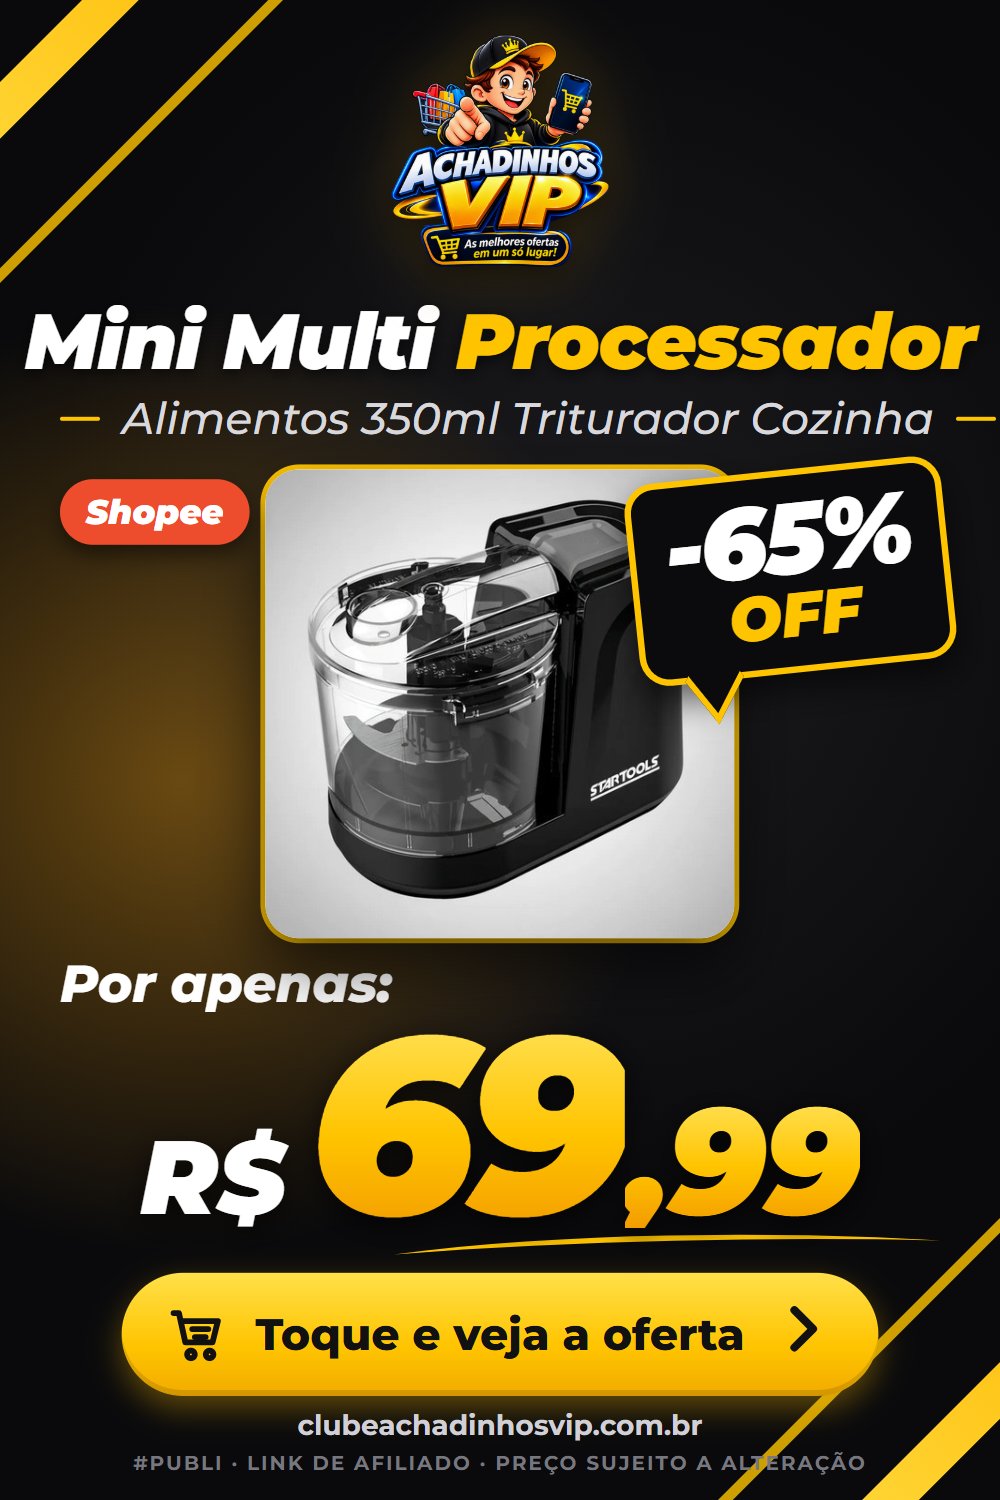 ACHADINHOS
VIP
As melhores ofertas
em um só lugar!
Mini Multi Processador
Alimentos 350ml Triturador Cozinha
Shopee
-65%
OFF
STARTOOLS
Por apenas:
R$ 69,99
Toque e veja a oferta
clubeachadinhosvip.com.br
#PUBLI · LINK DE AFILIADO · PREÇO SUJEITO A ALTERAÇÃO